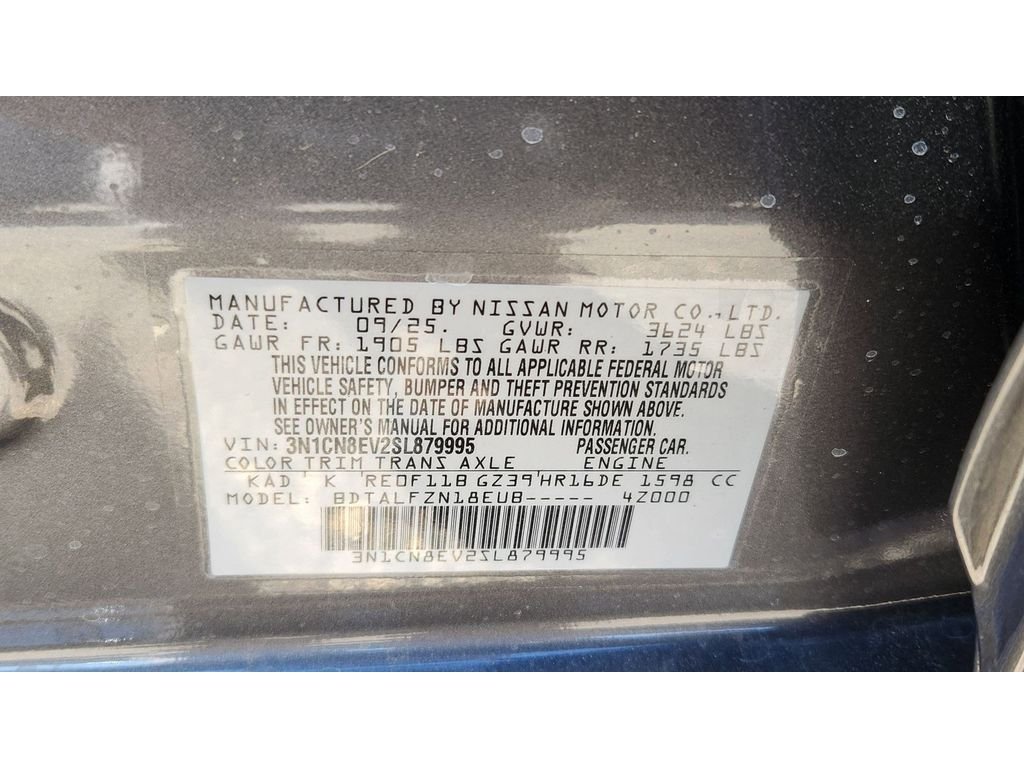 MANUFACTURED BY NISSAN MOTOR CO., LTD.
DATE: 09/25. GVWR: 3624 LBS
GAWR FR: 1905 LBS GAWR RR: 1735 LBS
THIS VEHICLE CONFORMS TO ALL APPLICABLE FEDERAL MOTOR
VEHICLE SAFETY, BUMPER AND THEFT PREVENTION STANDARDS
IN EFFECT ON THE DATE OF MANUFACTURE SHOWN ABOVE.
SEE OWNER'S MANUAL FOR ADDITIONAL INFORMATION.
VIN: 3N1CN8EV2SL879995 PASSENGER CAR.
COLOR TRIM TRANS AXLE ENGINE
KAD K RE0F11B GZ39 HR16DE 1598 CC
MODEL: BDTALFZN18EUB----- 4Z000
3N1CN8EV2SL879995